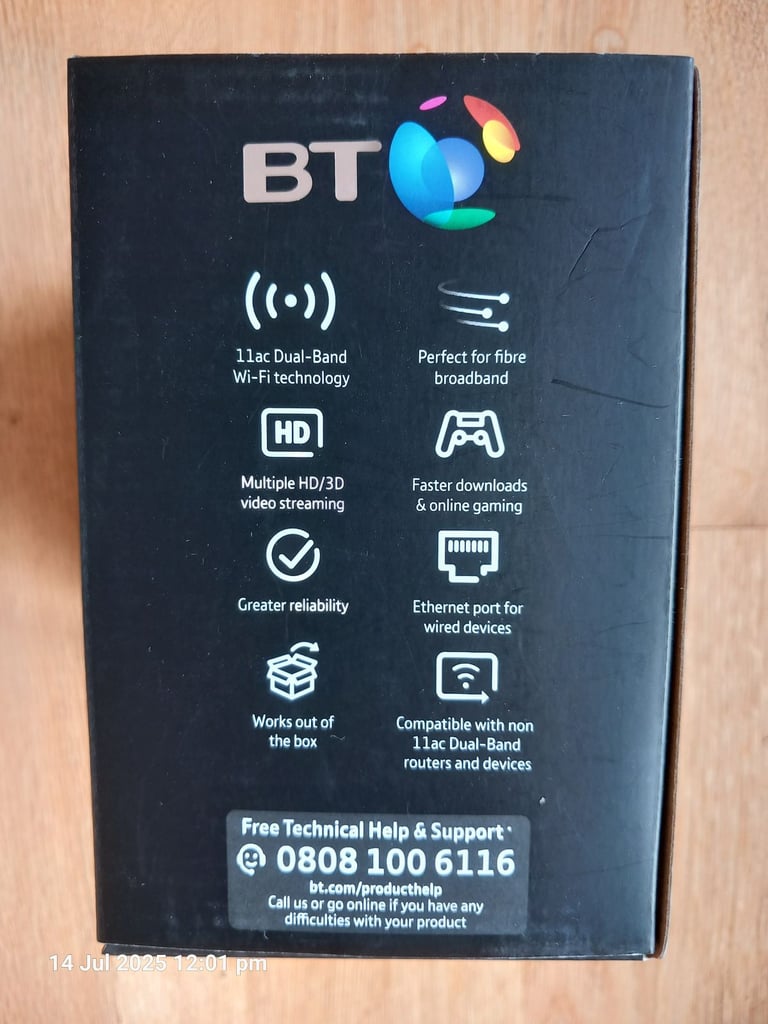 BT
11ac Dual-Band
Wi-Fi technology
Perfect for fibre
broadband
HD
Multiple HD/3D
video streaming
Faster downloads
& online gaming
Greater reliability
Ethernet port for
wired devices
Works out of
the box
Compatible with non
11ac Dual-Band
routers and devices
Free Technical Help & Support*
0808 100 6116
bt.com/producthelp
Call us or go online if you have any
difficulties with your product
14 Jul 2025 12:01 pm